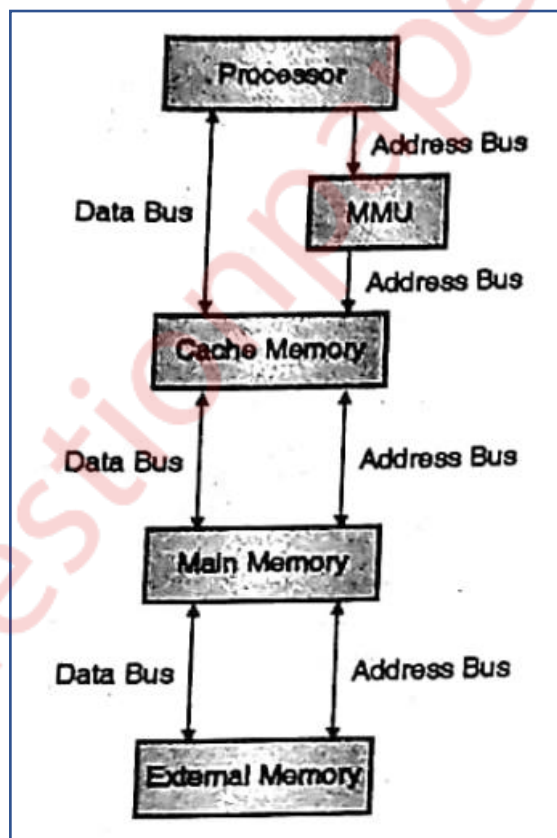 Processor
Address Bus
Data Bus
MMU
Address Bus
Cache Memory
Data Bus
Address Bus
Main Memory
Data Bus
Address Bus
External Memory
estionpape